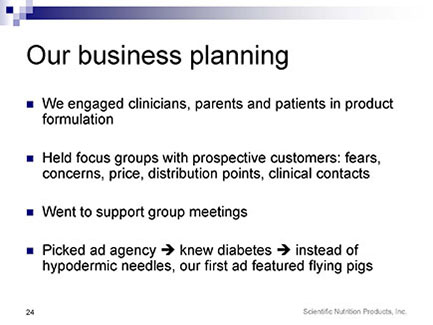 Our business planning
We engaged clinicians, parents and patients in product
formulation
Held focus groups with prospective customers: fears,
concerns, price, distribution points, clinical contacts
Went to support group meetings
Picked ad agency ➔ knew diabetes ➔ instead of
hypodermic needles, our first ad featured flying pigs
24
Scientific Nutrition Products, Inc.